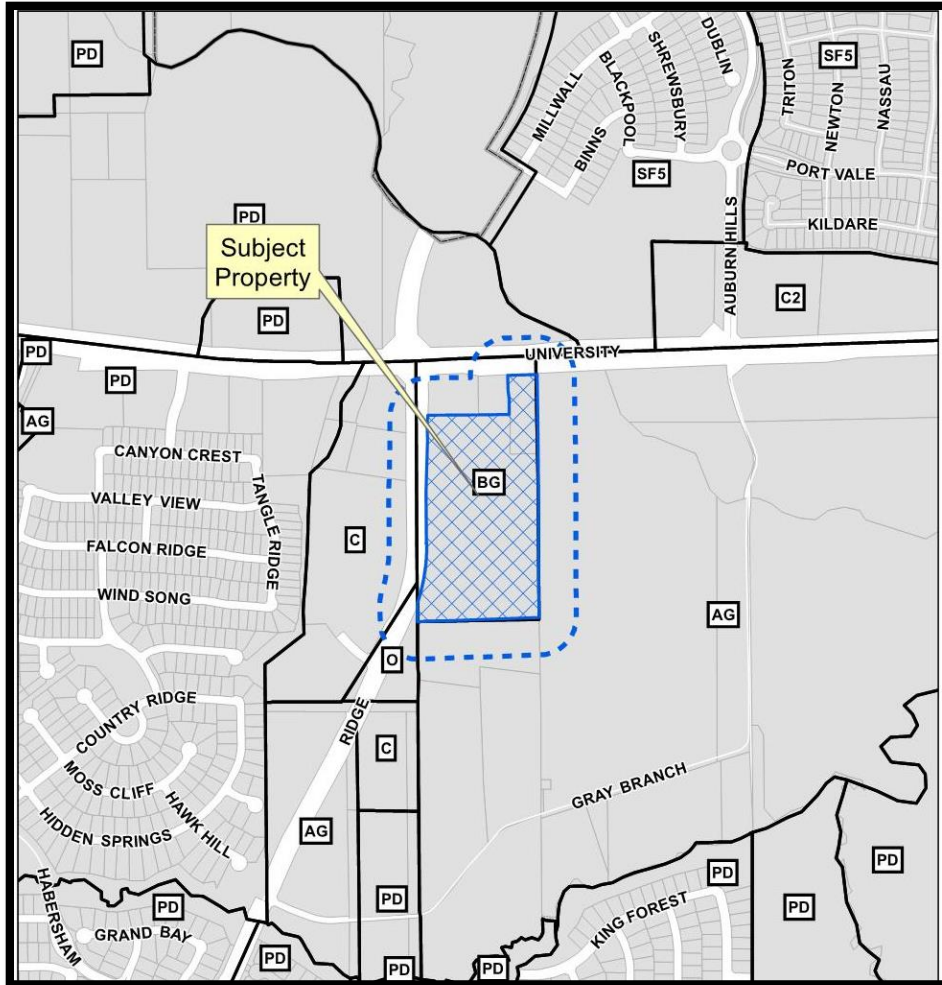 PD
MILLWALL
BINNS
BLACKPOOL
SHREWSBURY
DUBLIN
SF5
TRITON
NEWTON
NASSAU
SF5
PORT VALE
KILDARE
PD
Subject
Property
PD
AUBURN HILLS
C2
UNIVERSITY
PD
PD
AG
CANYON CREST
VALLEY VIEW
TANGLE RIDGE
FALCON RIDGE
WIND SONG
C
BG
AG
O
RIDGE
COUNTRY RIDGE
C
MOSS CLIFF
HAWK HILL
HIDDEN SPRINGS
GRAY BRANCH
AG
HABERSHAM
PD
GRAND BAY
PD
PD
PD
PD
KING FOREST
PD
PD
PD